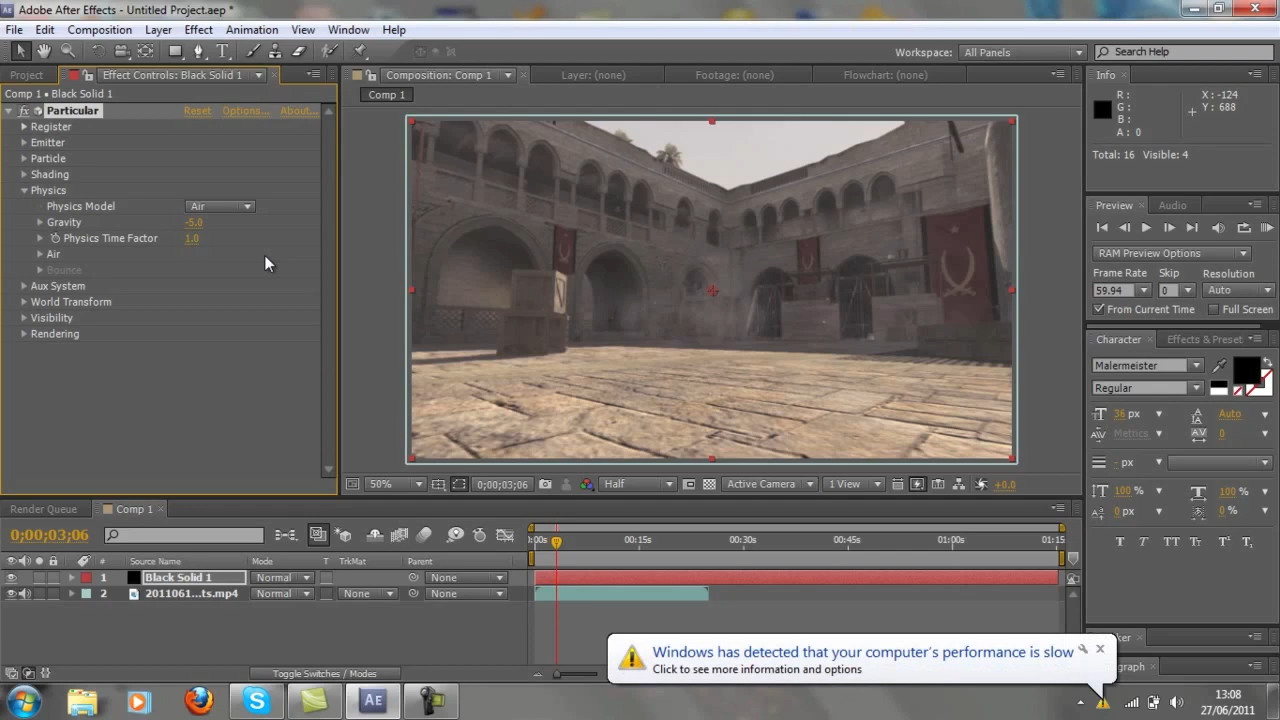 Adobe After Effects - Untitled Project.aep *
File Edit Composition Layer Effect Animation View Window Help
Workspace: All Panels
Search Help
Project
Effect Controls: Black Solid 1
Composition: Comp 1
Layer: (none)
Footage: (none)
Flowchart: (none)
Info
Comp 1 • Black Solid 1
Comp 1
R :
G :
B :
A : 0
X : -124
Y : 688
Total: 16 Visible: 4
fx Particular Reset Options... About...
Register
Emitter
Particle
Shading
Physics
Physics Model Air
Gravity -5.0
Physics Time Factor 1.0
Air
Bounce
Aux System
World Transform
Visibility
Rendering
Preview Audio
RAM Preview Options
Frame Rate Skip Resolution
59.94 0 Auto
From Current Time Full Screen
Character Effects & Preset
Malermeister
Regular
36 px Auto
Metrics 0
- px
100 % 100 %
0 px 0 %
T T TT Tr T¹ T,
50% 0;00;03;06 Half Active Camera 1 View +0.0
Render Queue Comp 1
0;00;03;06
):00s 00:15s 00:30s 00:45s 01:00s 01:15
# Source Name Mode T TrkMat Parent
1 Black Solid 1 Normal None
2 2011061...ts.mp4 Normal None None
Toggle Switches / Modes
Windows has detected that your computer's performance is slow
Click to see more information and options
13:08
27/06/2011